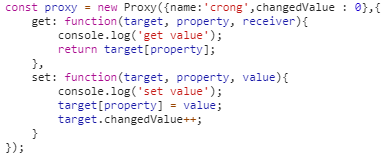 const proxy = new Proxy({name:'crong',changedValue : 0},{
    get: function(target, property, receiver){
        console.log('get value');
        return target[property];
    },
    set: function(target, property, value){
        console.log('set value');
        target[property] = value;
        target.changedValue++;
    }
});